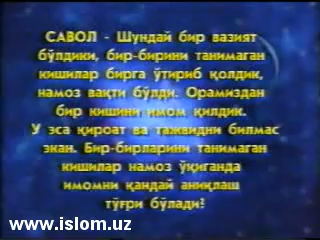 САВОЛ - Шундай бир вазият
бўлдики, бир-бирини танимаган
кишилар бирга ўтириб қолдик,
намоз вақти бўлди. Орамиздан
бир кишини имом қилдик.
У эса қироат ва тажвидни билмас
экан. Бир-бирларини танимаган
кишилар намоз ўқиганда
имомни қандай аниқлаш
тўғри бўлади?
www.islom.uz